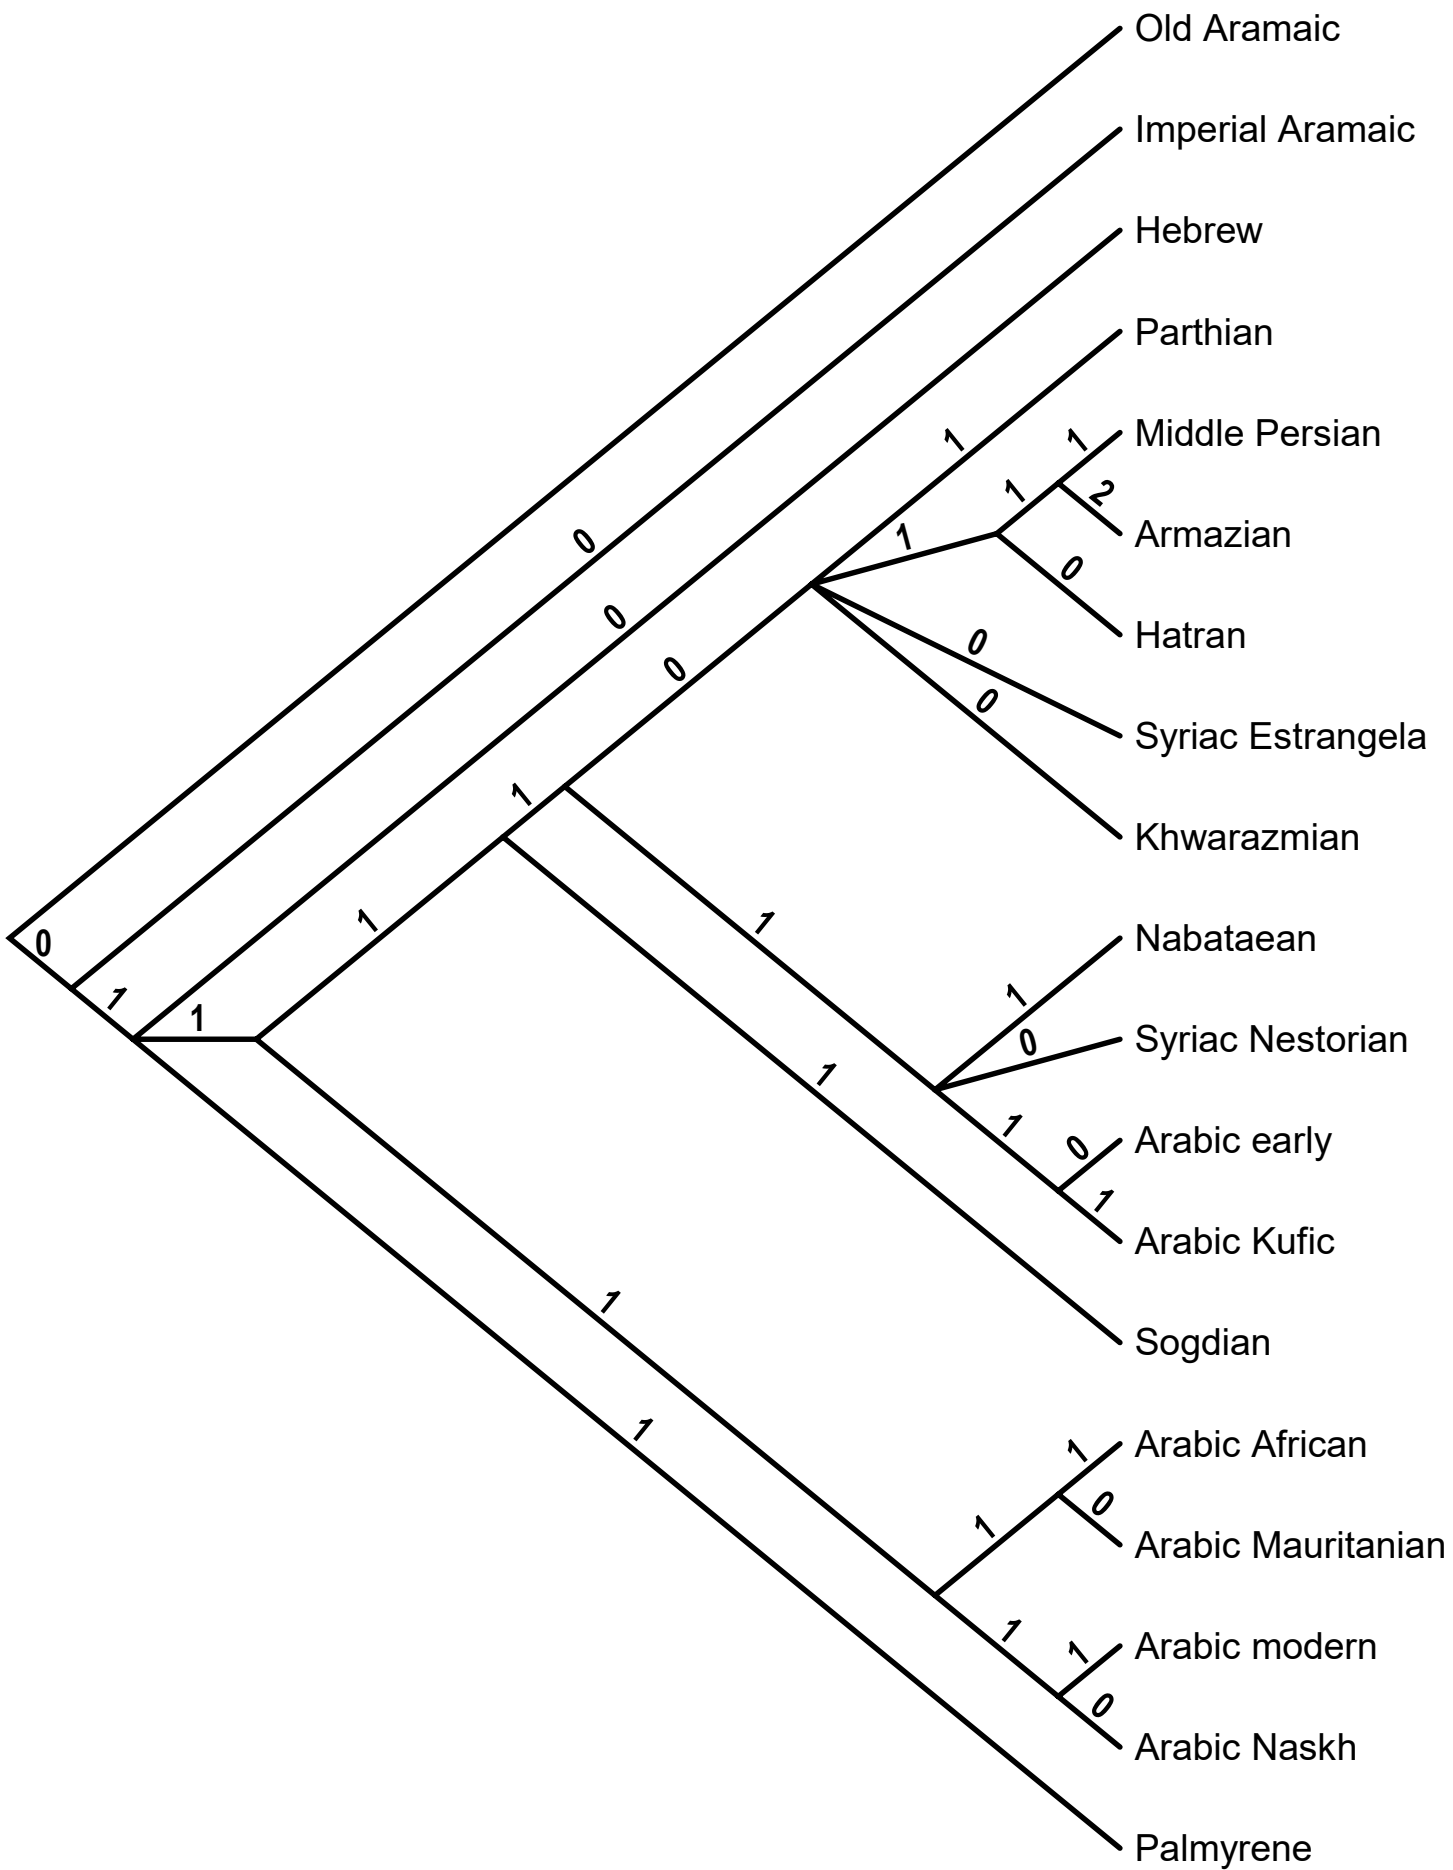 Old Aramaic
Imperial Aramaic
Hebrew
Parthian
1
1
Middle Persian
1
2
Armazian
1
0
0
Hatran
0
0
0
0
Syriac Estrangela
1
Khwarazmian
1
1
0
Nabataean
1
1
1
0
Syriac Nestorian
1
1
0
Arabic early
1
Arabic Kufic
1
Sogdian
1
1
Arabic African
1
0
Arabic Mauritanian
1
1
Arabic modern
0
Arabic Naskh
Palmyrene